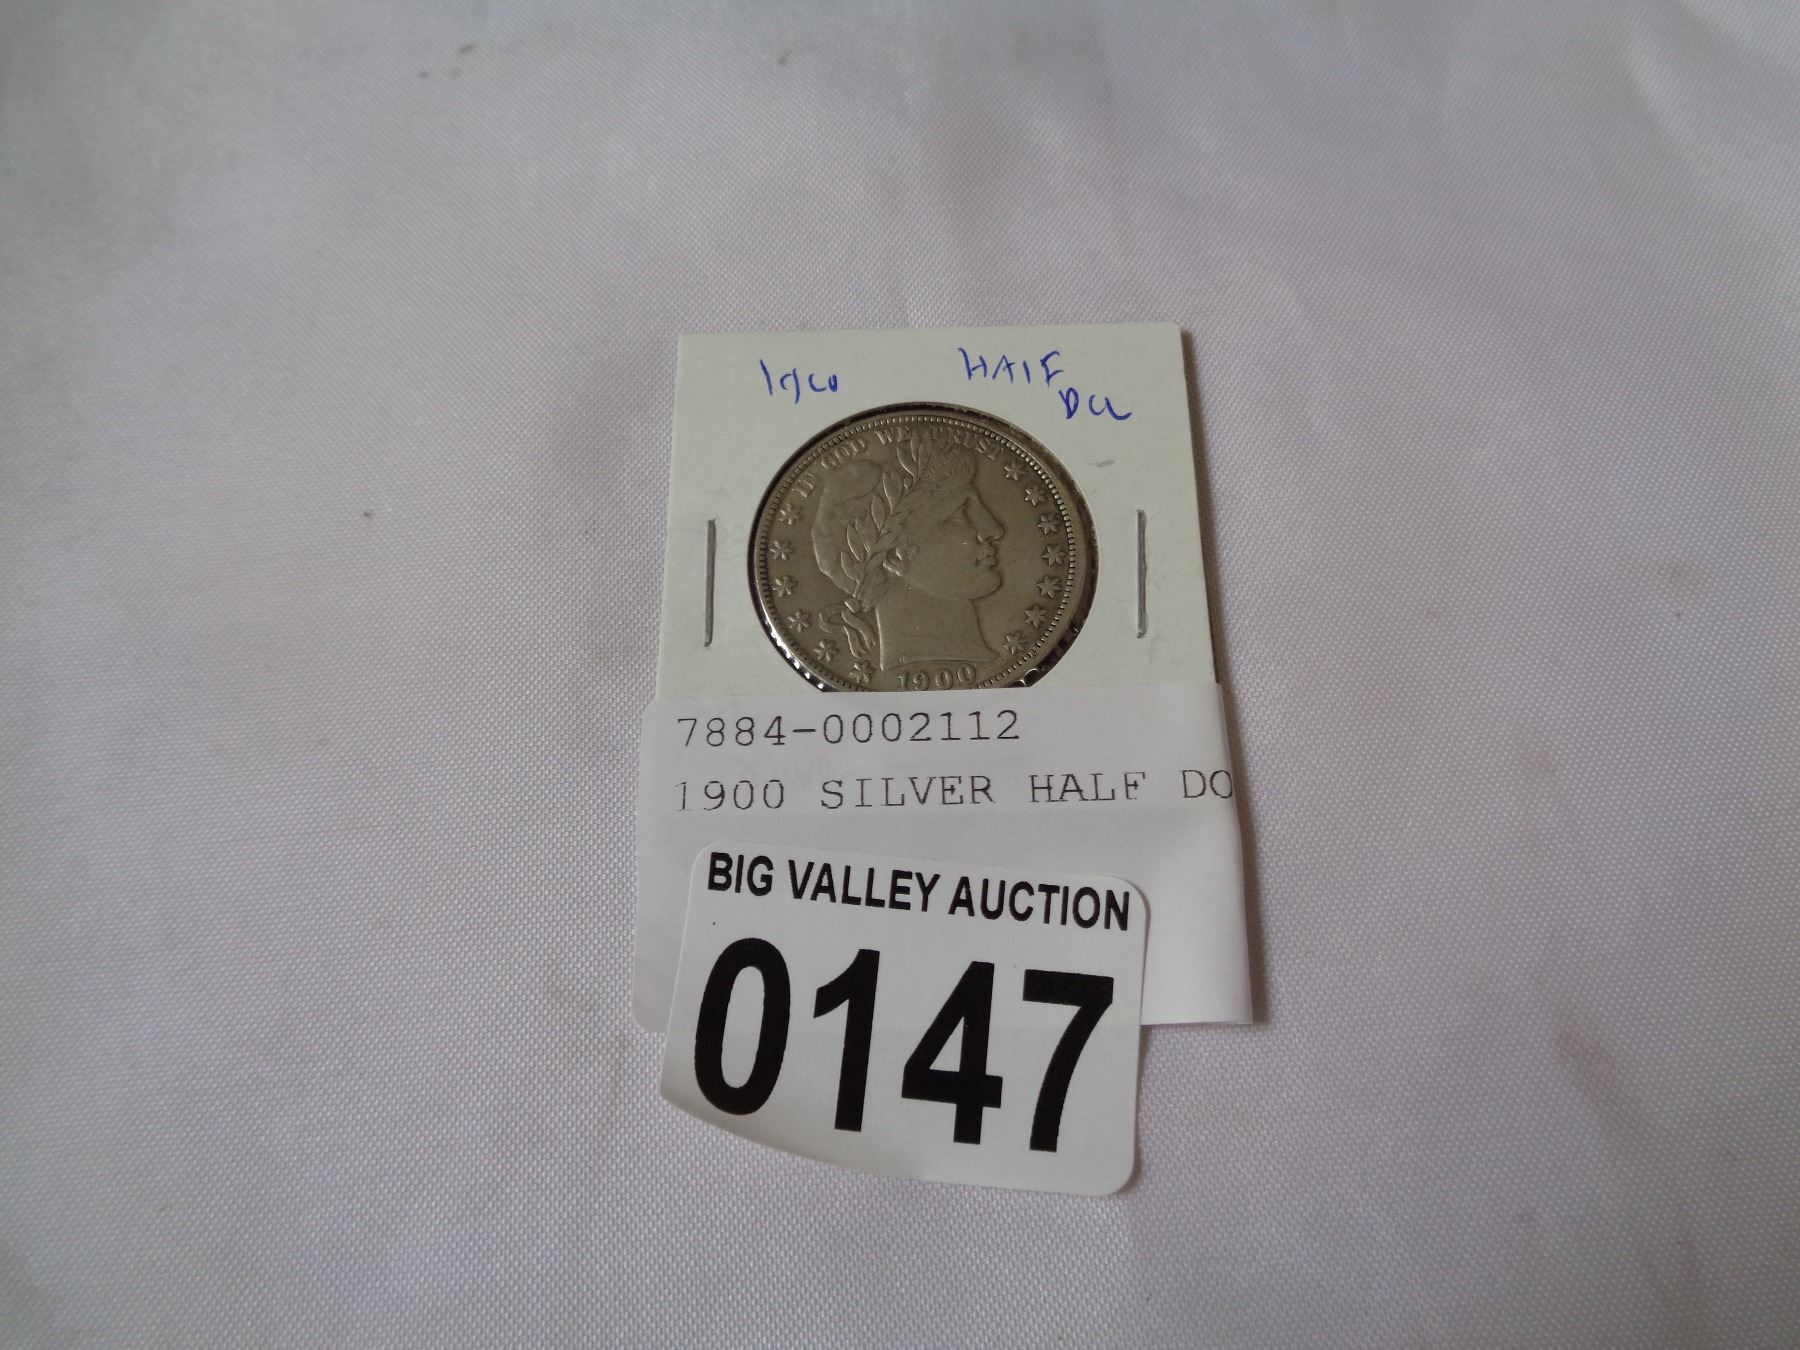 1900 HALF
DOL
IN GOD WE TRUST
1900
7884-0002112
1900 SILVER HALF DO
BIG VALLEY AUCTION
0147